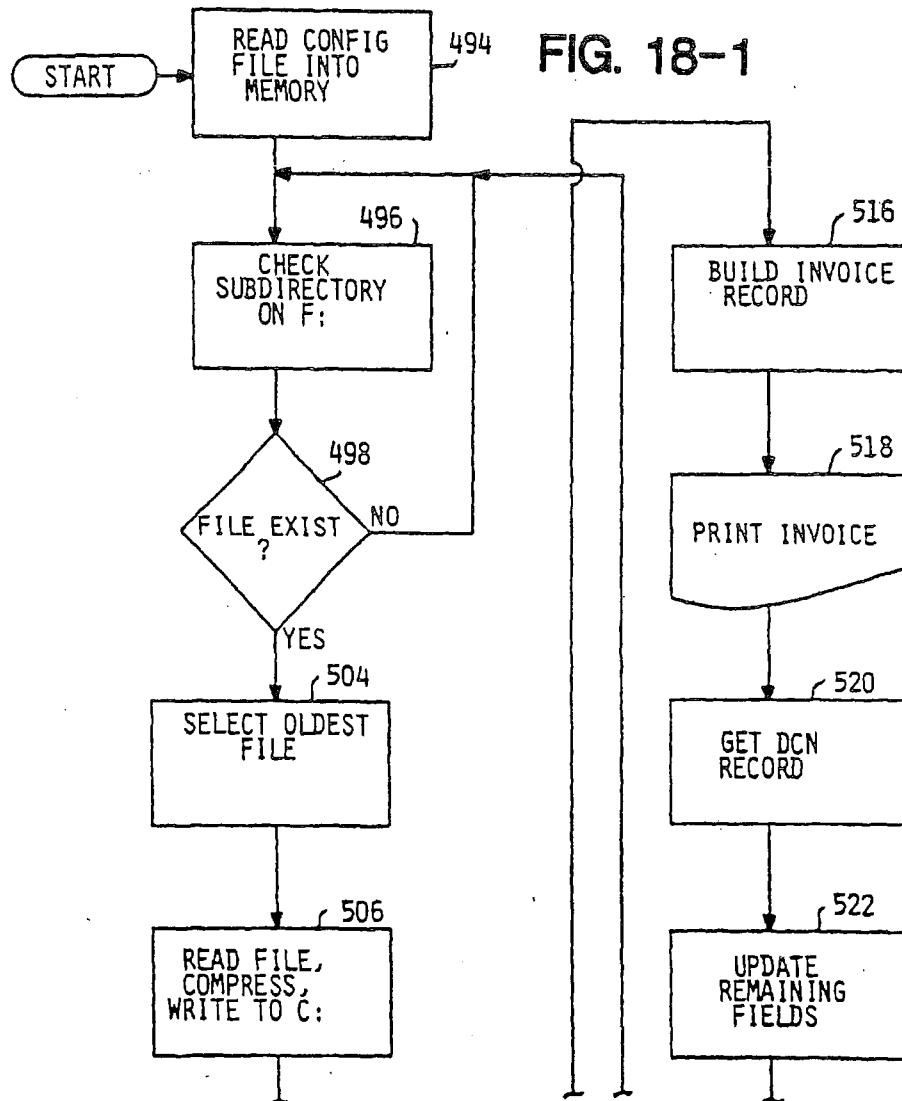 FIG. 18-1
START
READ CONFIG
FILE INTO
MEMORY
494
CHECK
SUBDIRECTORY
ON F:
496
FILE EXIST
?
498
NO
YES
SELECT OLDEST
FILE
504
READ FILE,
COMPRESS,
WRITE TO C:
506
BUILD INVOICE
RECORD
516
PRINT INVOICE
518
GET DCN
RECORD
520
UPDATE
REMAINING
FIELDS
522